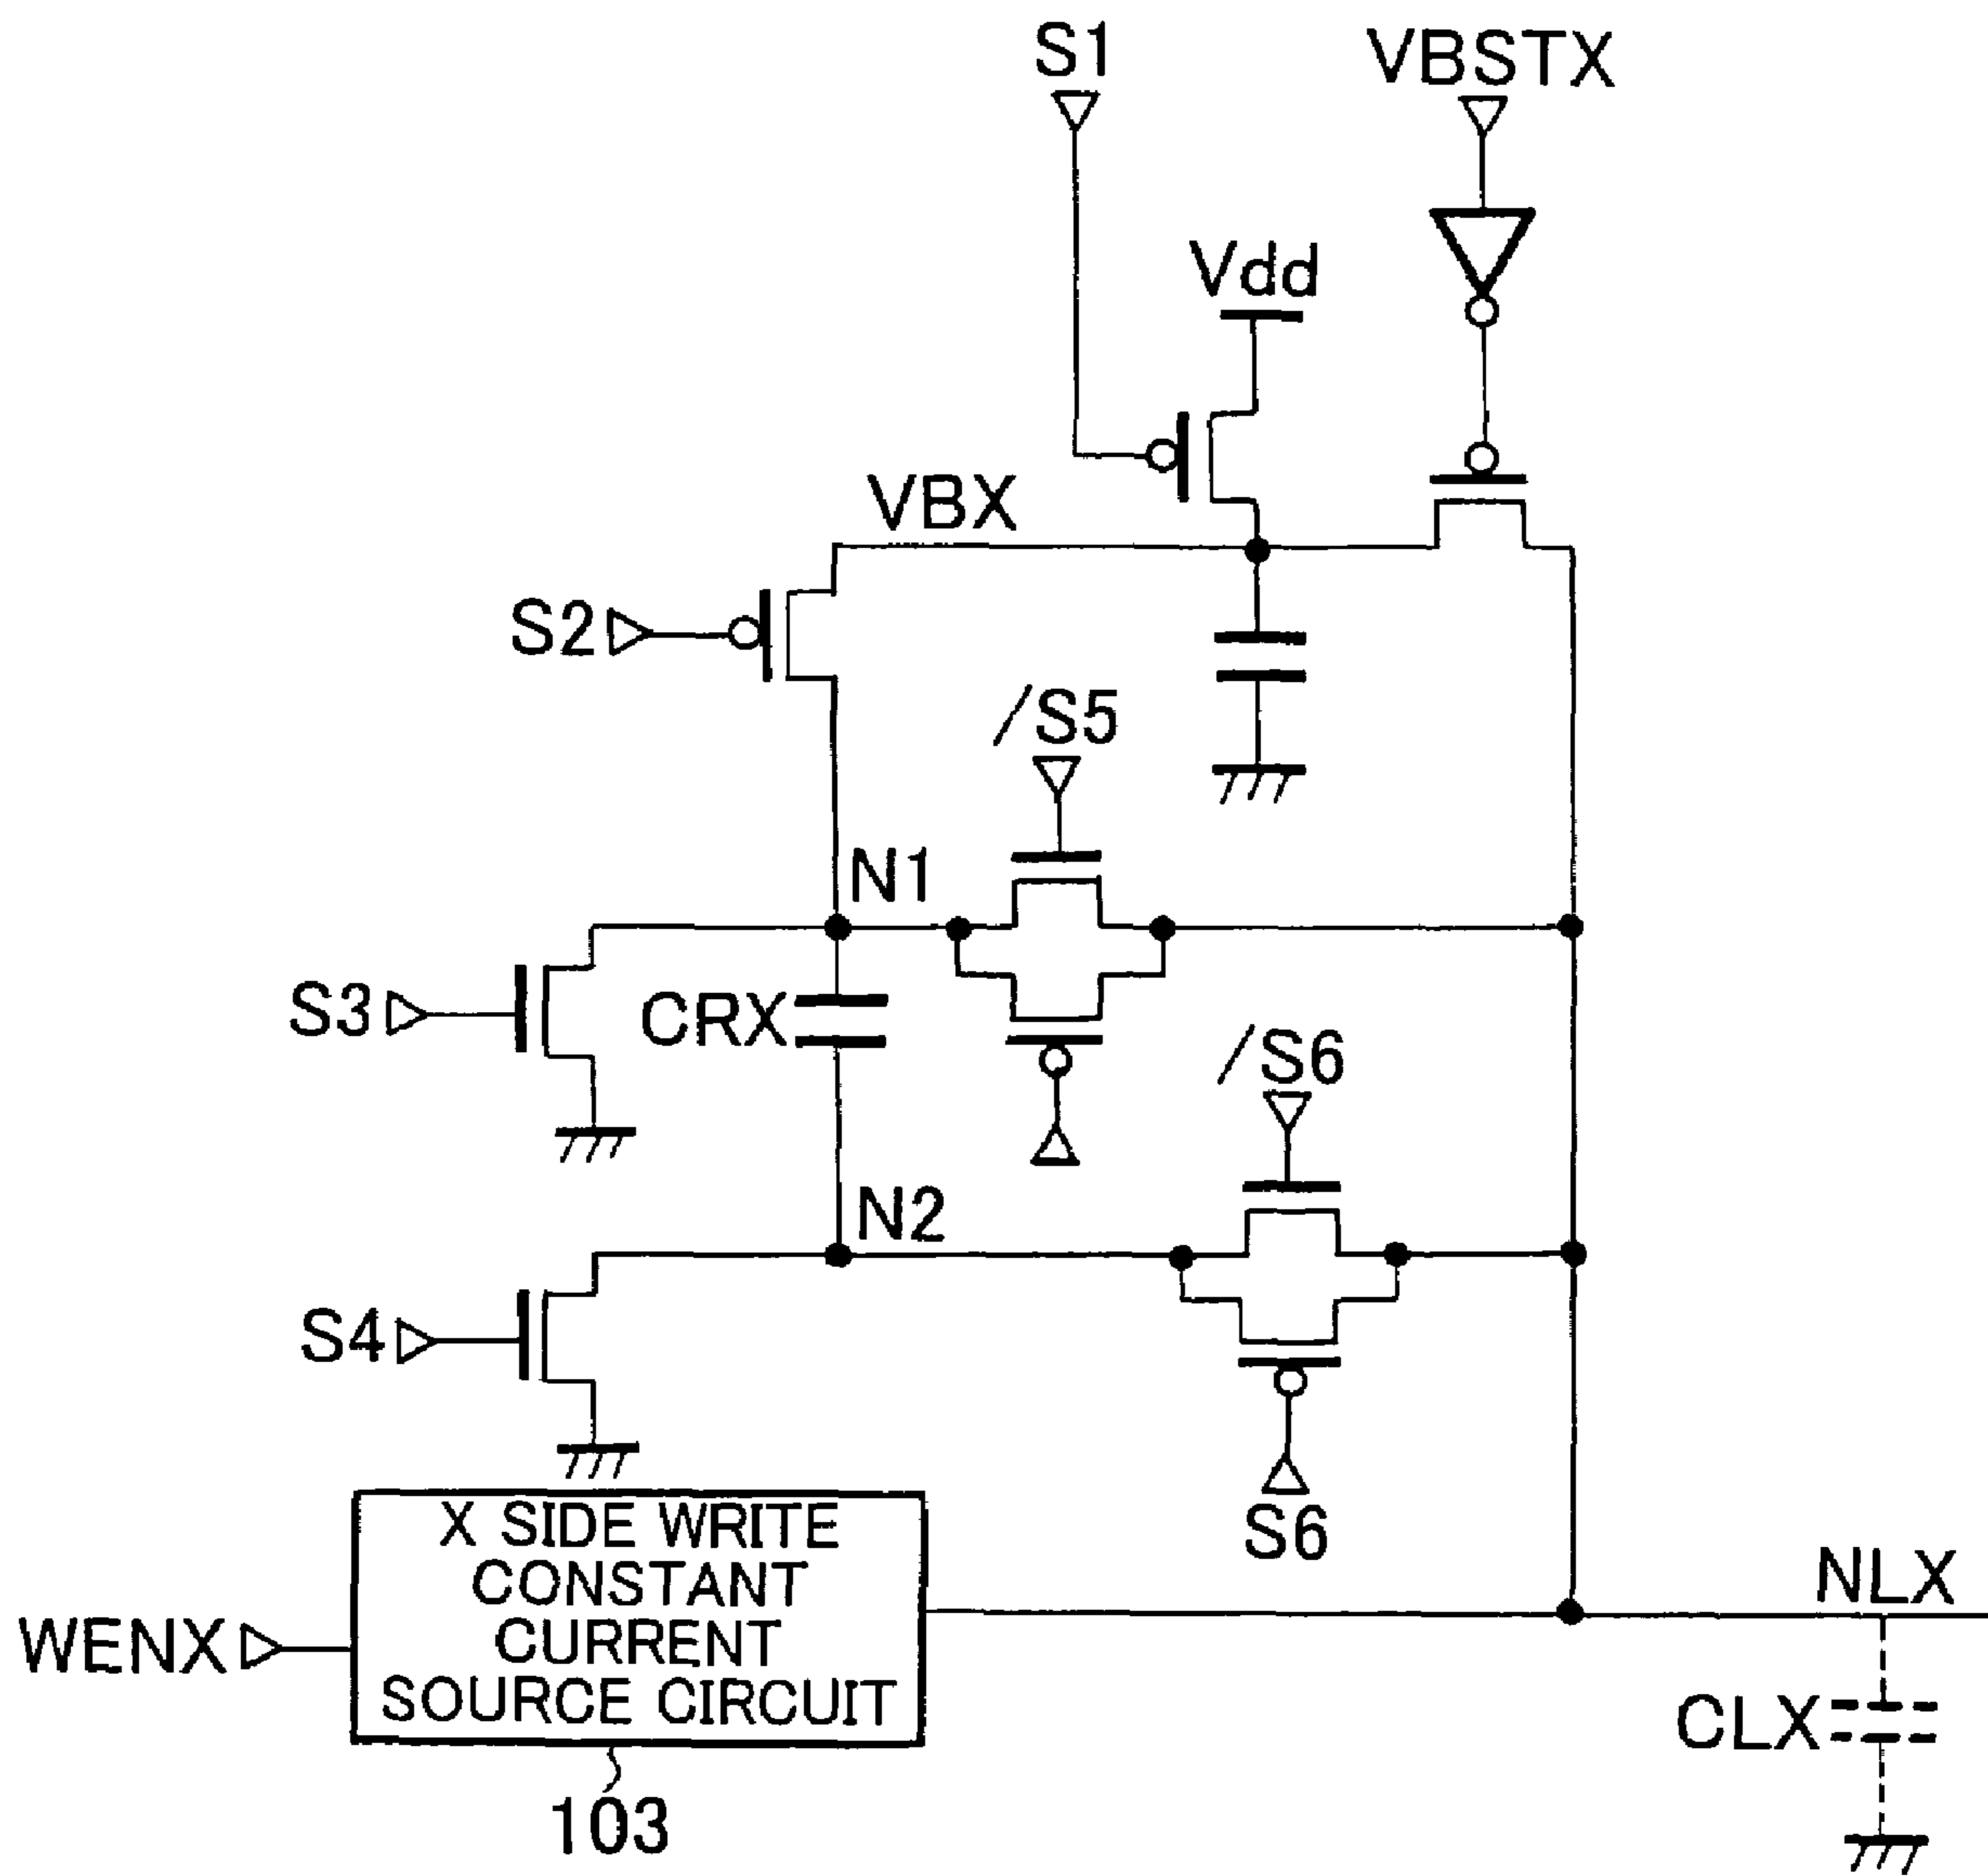 S1
VBSTX
Vdd
VBX
S2
/S5
N1
S3
CRX
/S6
N2
S4
S6
X SIDE WRITE
CONSTANT
CURRENT
SOURCE CIRCUIT
NLX
WENX
CLX
103